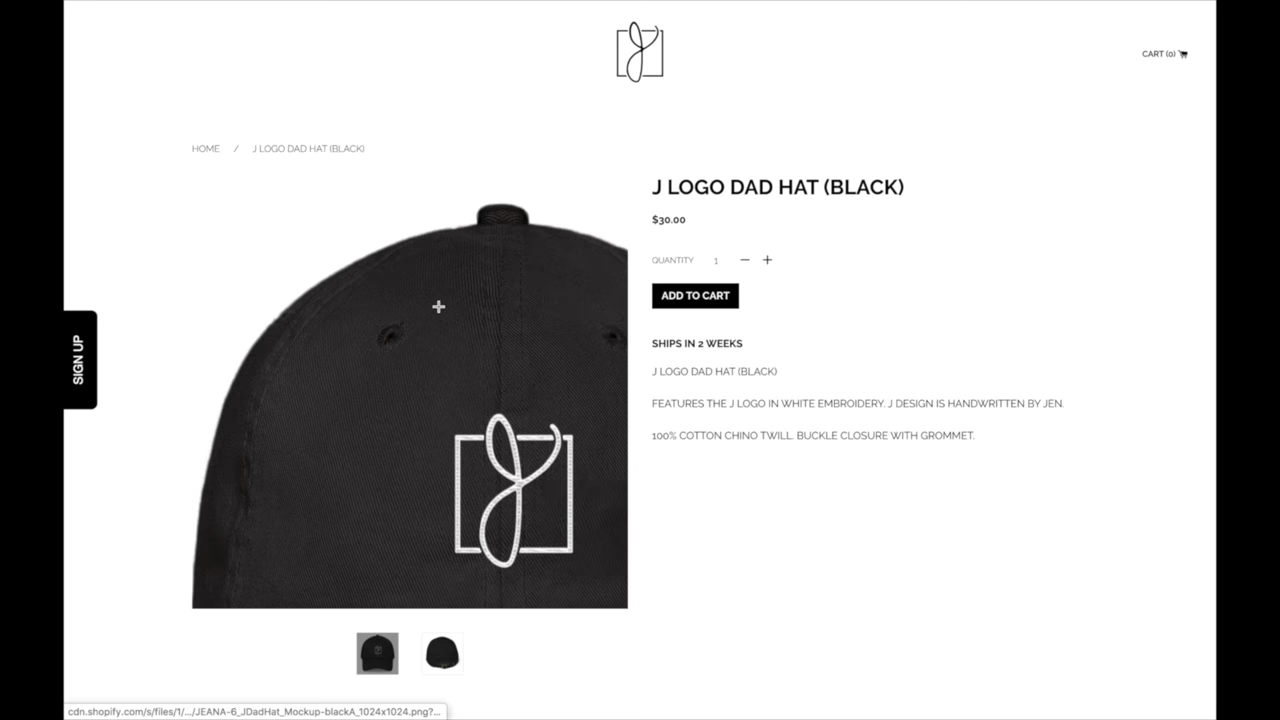 CART (0)
HOME / J LOGO DAD HAT (BLACK)
J LOGO DAD HAT (BLACK)
$30.00
QUANTITY 1 − +
ADD TO CART
SIGN UP
SHIPS IN 2 WEEKS
J LOGO DAD HAT (BLACK)
FEATURES THE J LOGO IN WHITE EMBROIDERY. J DESIGN IS HANDWRITTEN BY JEN.
100% COTTON CHINO TWILL. BUCKLE CLOSURE WITH GROMMET.
cdn.shopify.com/s/files/1/.../JEANA-6_JDadHat_Mockup-blackA_1024x1024.png?...